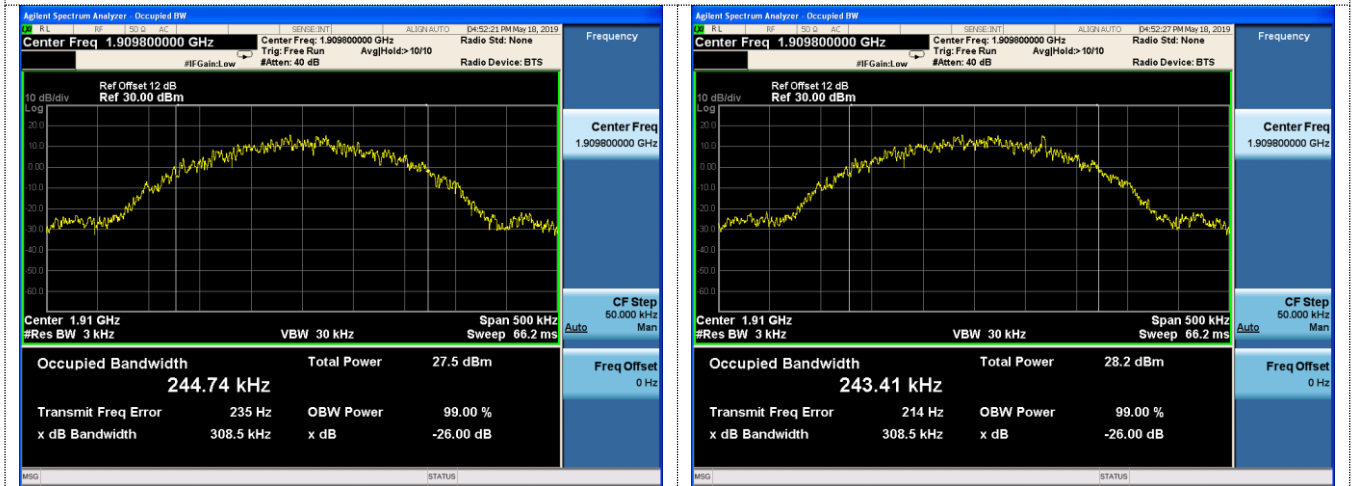 Agilent Spectrum Analyzer - Occupied BW
RL RF 50 Ω AC SENSE:INT ALIGN AUTO 04:52:21 PM May 18, 2019
Center Freq 1.909800000 GHz
Center Freq: 1.909800000 GHz
Radio Std: None
Trig: Free Run Avg|Hold:>10/10
#IFGain:Low #Atten: 40 dB Radio Device: BTS
Ref Offset 12 dB
10 dB/div Ref 30.00 dBm
Log
20.0
10.0
0.00
-10.0
-20.0
-30.0
-40.0
-50.0
-60.0
Center 1.91 GHz Span 500 kHz
#Res BW 3 kHz VBW 30 kHz Sweep 66.2 ms
Occupied Bandwidth Total Power 27.5 dBm
244.74 kHz
Transmit Freq Error 235 Hz OBW Power 99.00 %
x dB Bandwidth 308.5 kHz x dB -26.00 dB
MSG STATUS
Frequency
Center Freq
1.909800000 GHz
CF Step
50.000 kHz
Auto Man
Freq Offset
0 Hz
Agilent Spectrum Analyzer - Occupied BW
RL RF 50 Ω AC SENSE:INT ALIGN AUTO 04:52:27 PM May 18, 2019
Center Freq 1.909800000 GHz
Center Freq: 1.909800000 GHz
Radio Std: None
Trig: Free Run Avg|Hold:>10/10
#IFGain:Low #Atten: 40 dB Radio Device: BTS
Ref Offset 12 dB
10 dB/div Ref 30.00 dBm
Log
20.0
10.0
0.00
-10.0
-20.0
-30.0
-40.0
-50.0
-60.0
Center 1.91 GHz Span 500 kHz
#Res BW 3 kHz VBW 30 kHz Sweep 66.2 ms
Occupied Bandwidth Total Power 28.2 dBm
243.41 kHz
Transmit Freq Error 214 Hz OBW Power 99.00 %
x dB Bandwidth 308.5 kHz x dB -26.00 dB
MSG STATUS
Frequency
Center Freq
1.909800000 GHz
CF Step
50.000 kHz
Auto Man
Freq Offset
0 Hz